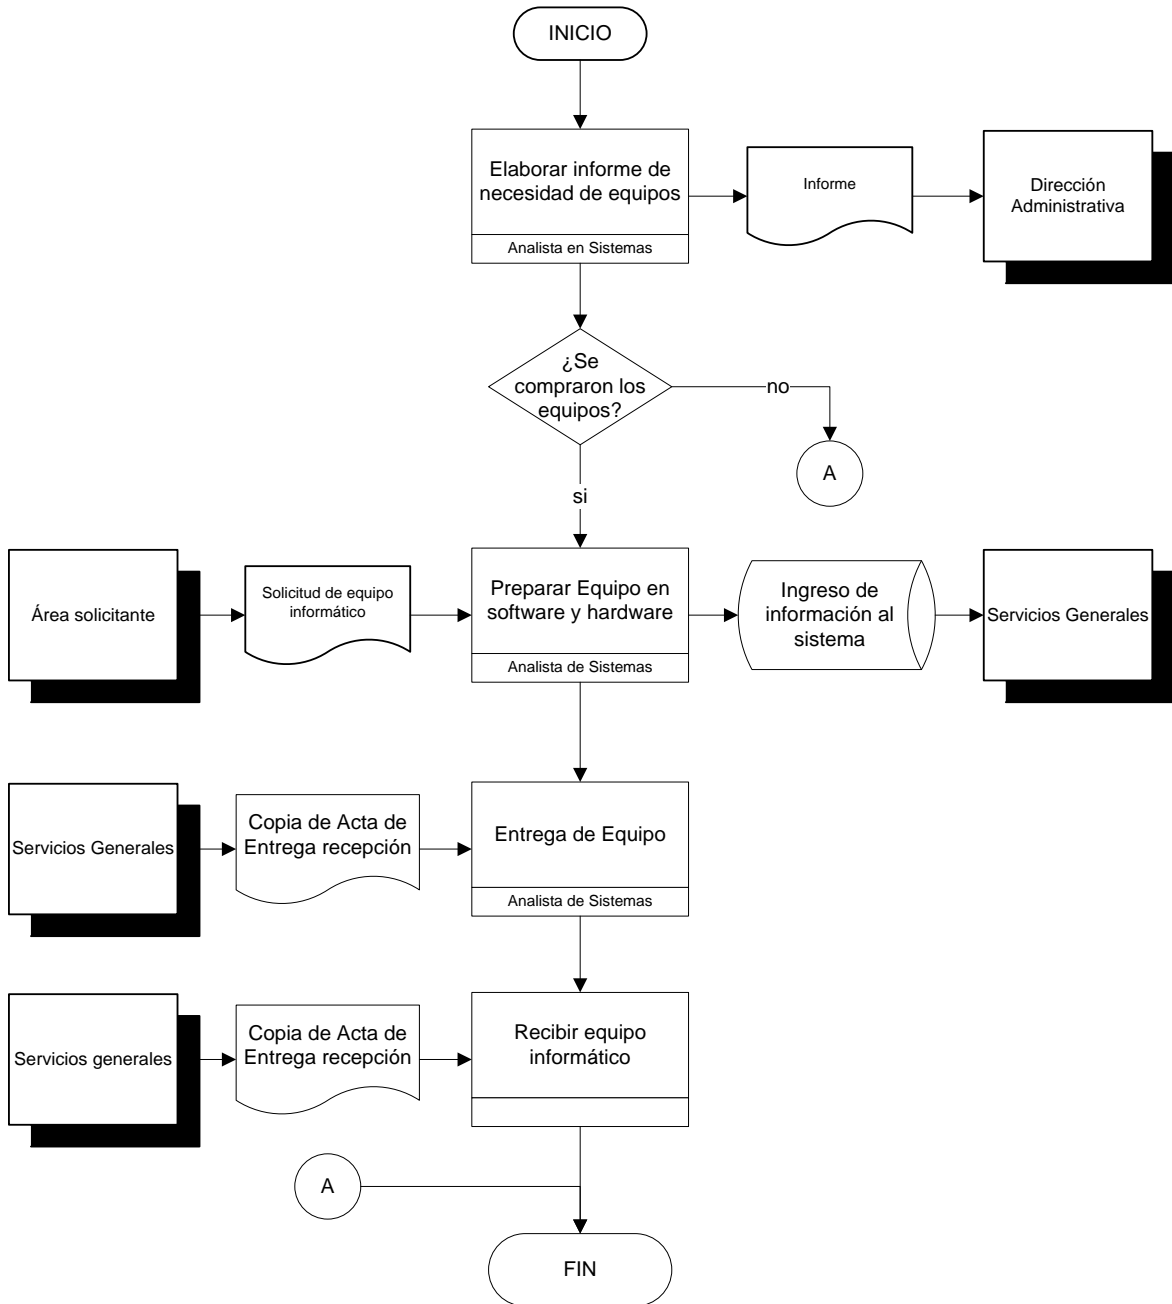 INICIO
Elaborar informe de
necesidad de equipos
Analista en Sistemas
Informe
Dirección
Administrativa
¿Se
compraron los
equipos?
no
A
si
Área solicitante
Solicitud de equipo
informático
Preparar Equipo en
software y hardware
Analista de Sistemas
Ingreso de
información al
sistema
Servicios Generales
Servicios Generales
Copia de Acta de
Entrega recepción
Entrega de Equipo
Analista de Sistemas
Servicios generales
Copia de Acta de
Entrega recepción
Recibir equipo
informático
A
FIN